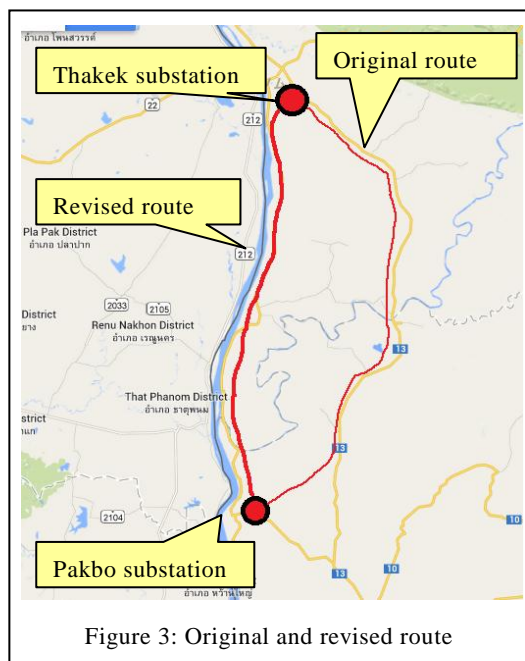 อำเภอ โพนสวรรค์
Thakek substation
Original route
22
212
Revised route
Pla Pak District
อำเภอ ปลาปาก
212
2033
2105
District
ยาง
Renu Nakhon District
อำเภอ เรณูนคร
13
That Phanom District
อำเภอ ธาตุพนม
strict
13
2104
10
Pakbo substation
13
10
อำเภอ หว้านใหญ่
Figure 3: Original and revised route